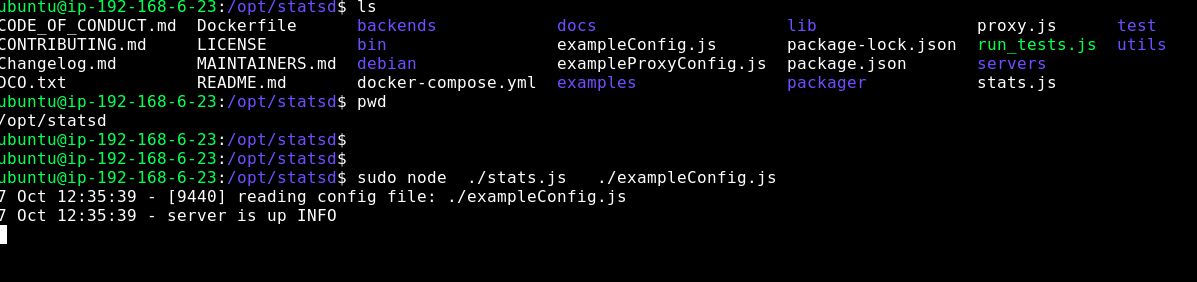 ubuntu@ip-192-168-6-23:/opt/statsd$ ls
CODE_OF_CONDUCT.md  Dockerfile      backends            docs                   lib                proxy.js      test
CONTRIBUTING.md     LICENSE         bin                 exampleConfig.js       package-lock.json  run_tests.js  utils
Changelog.md        MAINTAINERS.md  debian              exampleProxyConfig.js  package.json       servers
DCO.txt             README.md       docker-compose.yml  examples               packager           stats.js
ubuntu@ip-192-168-6-23:/opt/statsd$ pwd
/opt/statsd
ubuntu@ip-192-168-6-23:/opt/statsd$
ubuntu@ip-192-168-6-23:/opt/statsd$
ubuntu@ip-192-168-6-23:/opt/statsd$ sudo node  ./stats.js   ./exampleConfig.js
7 Oct 12:35:39 - [9440] reading config file: ./exampleConfig.js
7 Oct 12:35:39 - server is up INFO